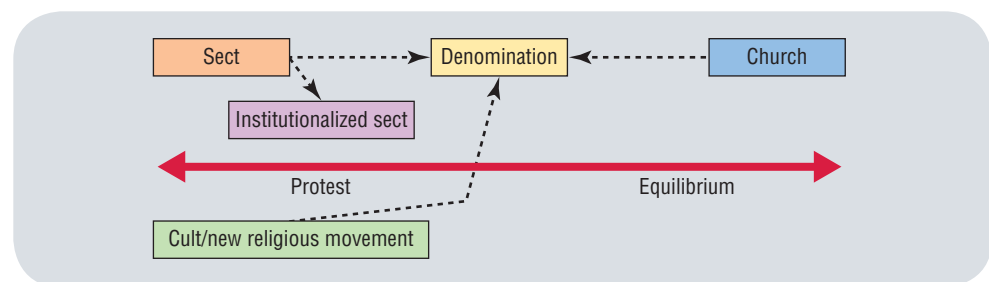 Sect
Denomination
Church
Institutionalized sect
Protest
Equilibrium
Cult/new religious movement